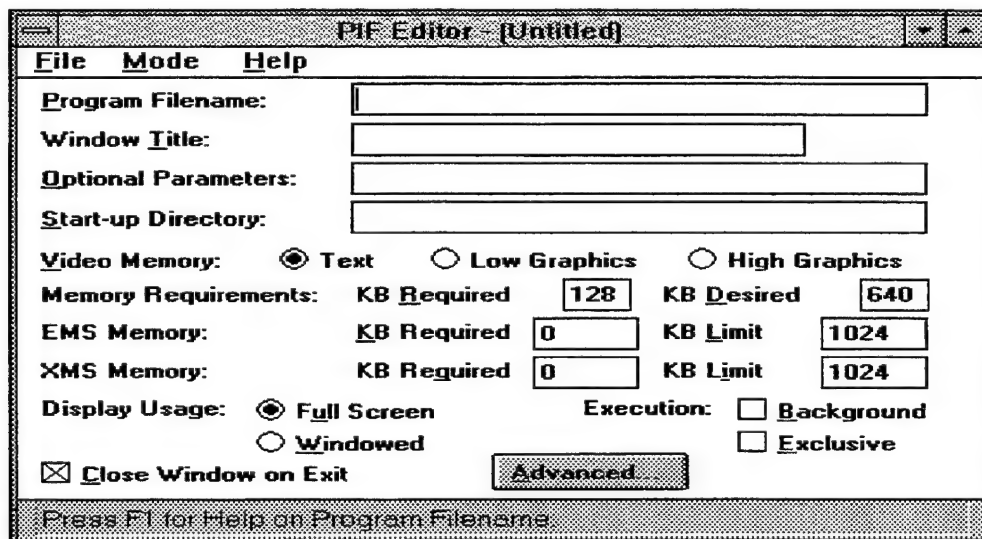 PIF Editor - (Untitled)
File Mode Help
Program Filename:
Window Title:
Optional Parameters:
Start-up Directory:
Video Memory: Text Low Graphics High Graphics
Memory Requirements: KB Required 128 KB Desired 640
EMS Memory: KB Required 0 KB Limit 1024
XMS Memory: KB Required 0 KB Limit 1024
Display Usage: Full Screen Execution: Background
Windowed Exclusive
Close Window on Exit Advanced...
Press F1 for Help on Program Filename.